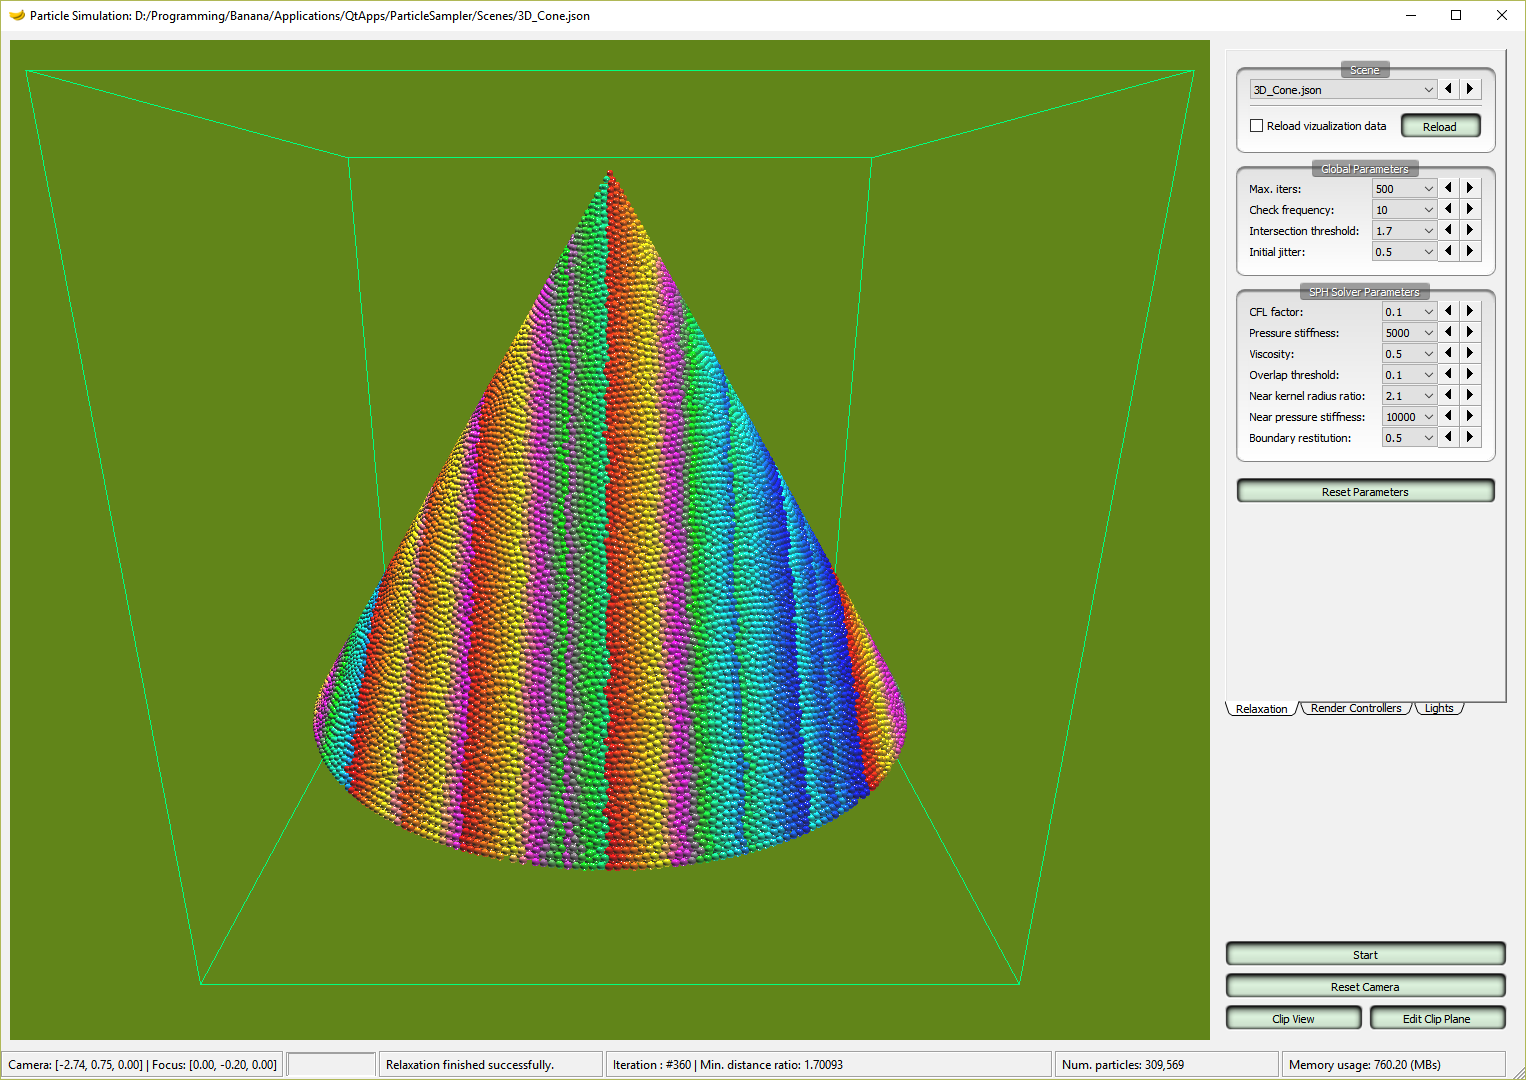 Particle Simulation: D:/Programming/Banana/Applications/QtApps/ParticleSampler/Scenes/3D_Cone.json
Scene
3D_Cone.json
Reload vizualization data
Reload
Global Parameters
Max. iters: 500
Check frequency: 10
Intersection threshold: 1.7
Initial jitter: 0.5
SPH Solver Parameters
CFL factor: 0.1
Pressure stiffness: 5000
Viscosity: 0.5
Overlap threshold: 0.1
Near kernel radius ratio: 2.1
Near pressure stiffness: 10000
Boundary restitution: 0.5
Reset Parameters
Relaxation Render Controllers Lights
Start
Reset Camera
Clip View Edit Clip Plane
Camera: [-2.74, 0.75, 0.00] | Focus: [0.00, -0.20, 0.00] Relaxation finished successfully. Iteration : #360 | Min. distance ratio: 1.70093 Num. particles: 309,569 Memory usage: 760.20 (MBs)